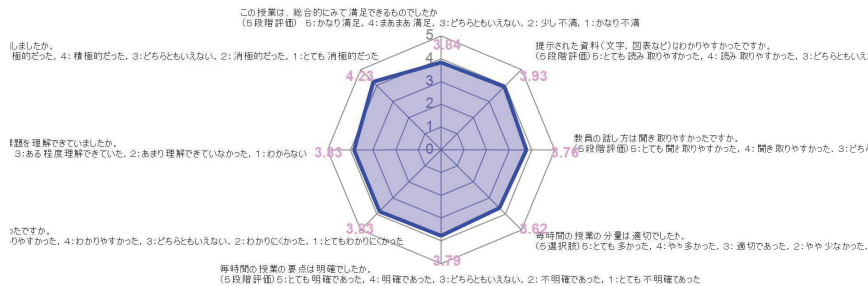 この授業は、総合的にみて満足できるものでしたか
(5段階評価) 5:かなり満足, 4:まあまあ満足, 3:どちらともいえない, 2:少し不満, 1:かなり不満
5
3.84
しましたか。
極的だった, 4:積極的だった, 3:どちらともいえない, 2:消極的だった, 1:とても消極的だった
4.23
提示された資料(文字, 図表など)はわかりやすかったですか。
(5段階評価)5:とても読み取りやすかった, 4:読み取りやすかった, 3:どちらともいえ
3.93
4
3
2
1
0
題を理解できていましたか。
3:ある程度理解できていた, 2:あまり理解できていなかった, 1:わからない
3.83
教員の話し方は聞き取りやすかったですか。
(5段階評価)5:とても聞き取りやすかった, 4:聞き取りやすかった, 3:どち
3.76
ったですか。
りやすかった, 4:わかりやすかった, 3:どちらともいえない, 2:わかりにくかった, 1:とてもわかりにくかった
3.83
毎時間の授業の分量は適切でしたか。
(5選択肢)5:とても多かった, 4:やや多かった, 3:適切であった, 2:やや少なかった,
3.62
3.79
毎時間の授業の要点は明確でしたか。
(5段階評価)5:とても明確であった, 4:明確であった, 3:どちらともいえない, 2:不明確であった, 1:とても不明確であった